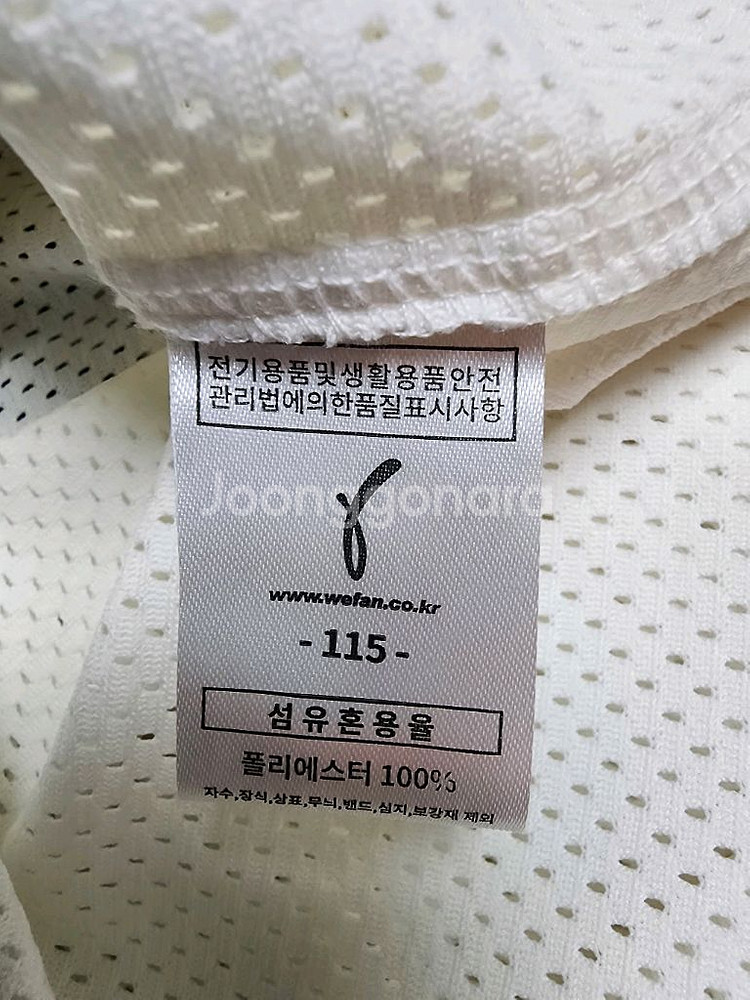 전기용품및생활용품안전
관리법에의한품질표시사항
Joonggonara
www.wefan.co.kr
- 115 -
섬유혼용율
폴리에스터 100%
자수,장식,상표,무늬,밴드,심지,보강재 제외